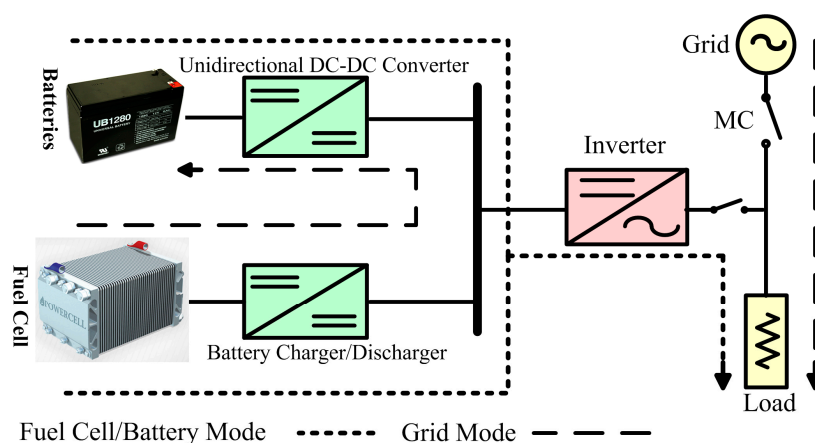 Grid
Unidirectional DC-DC Converter
Batteries
UB1280
MC
Inverter
Fuel Cell
POWERCELL
Battery Charger/Discharger
Load
Fuel Cell/Battery Mode
Grid Mode